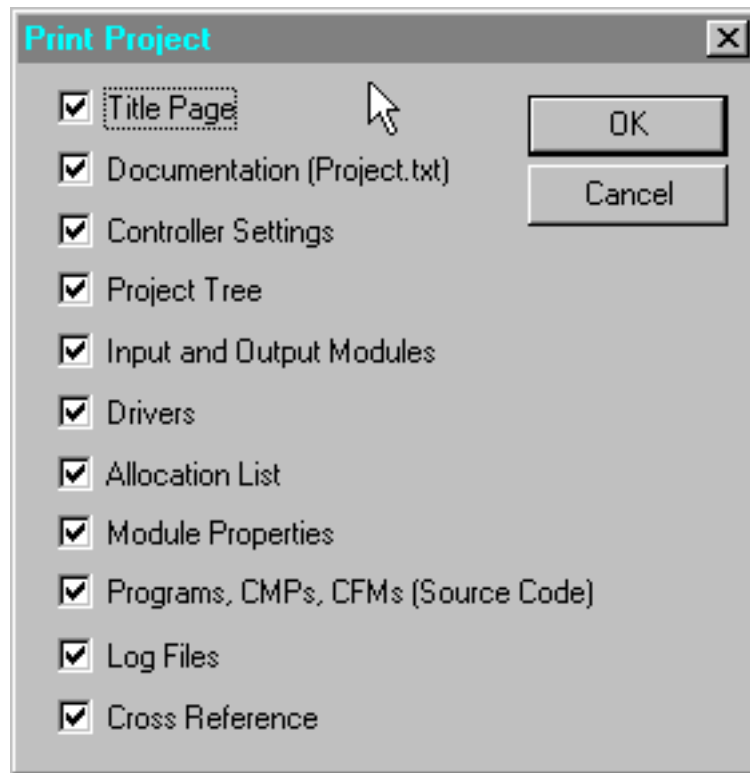 Print Project
Title Page
Documentation (Project.txt)
Controller Settings
Project Tree
Input and Output Modules
Drivers
Allocation List
Module Properties
Programs, CMPs, CFMs (Source Code)
Log Files
Cross Reference
OK
Cancel